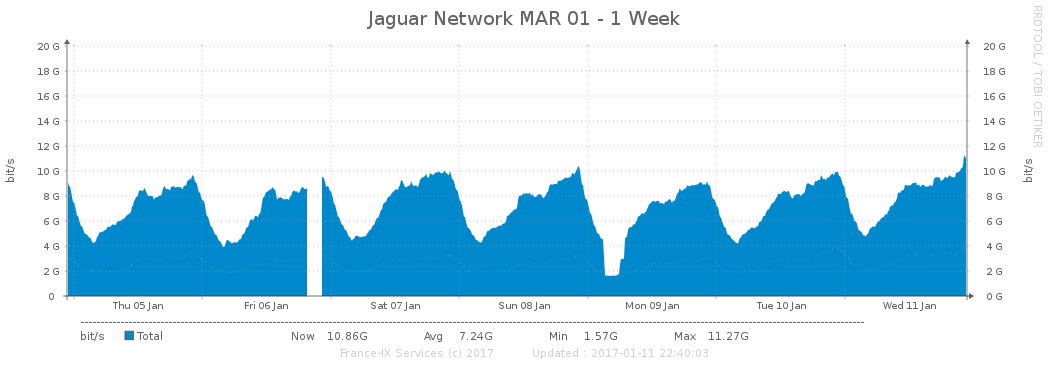 Jaguar Network MAR 01 - 1 Week
RRDTOOL / TOBI OETIKER
bit/s
bit/s
20 G 20 G
18 G 18 G
16 G 16 G
14 G 14 G
12 G 12 G
10 G 10 G
8 G 8 G
6 G 6 G
4 G 4 G
2 G 2 G
0 0 G
Thu 05 Jan Fri 06 Jan Sat 07 Jan Sun 08 Jan Mon 09 Jan Tue 10 Jan Wed 11 Jan
bit/s Total Now 10.86G Avg 7.24G Min 1.57G Max 11.27G
France-IX Services (c) 2017 Updated : 2017-01-11 22:40:03